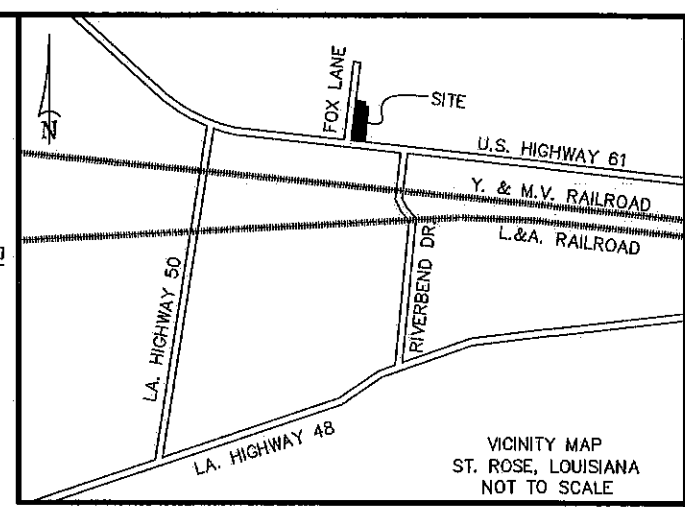 FOX LANE
SITE
N
U.S. HIGHWAY 61
Y. & M.V. RAILROAD
L.&A. RAILROAD
LA. HIGHWAY 50
RIVERBEND DR.
LA. HIGHWAY 48
VICINITY MAP
ST. ROSE, LOUISIANA
NOT TO SCALE